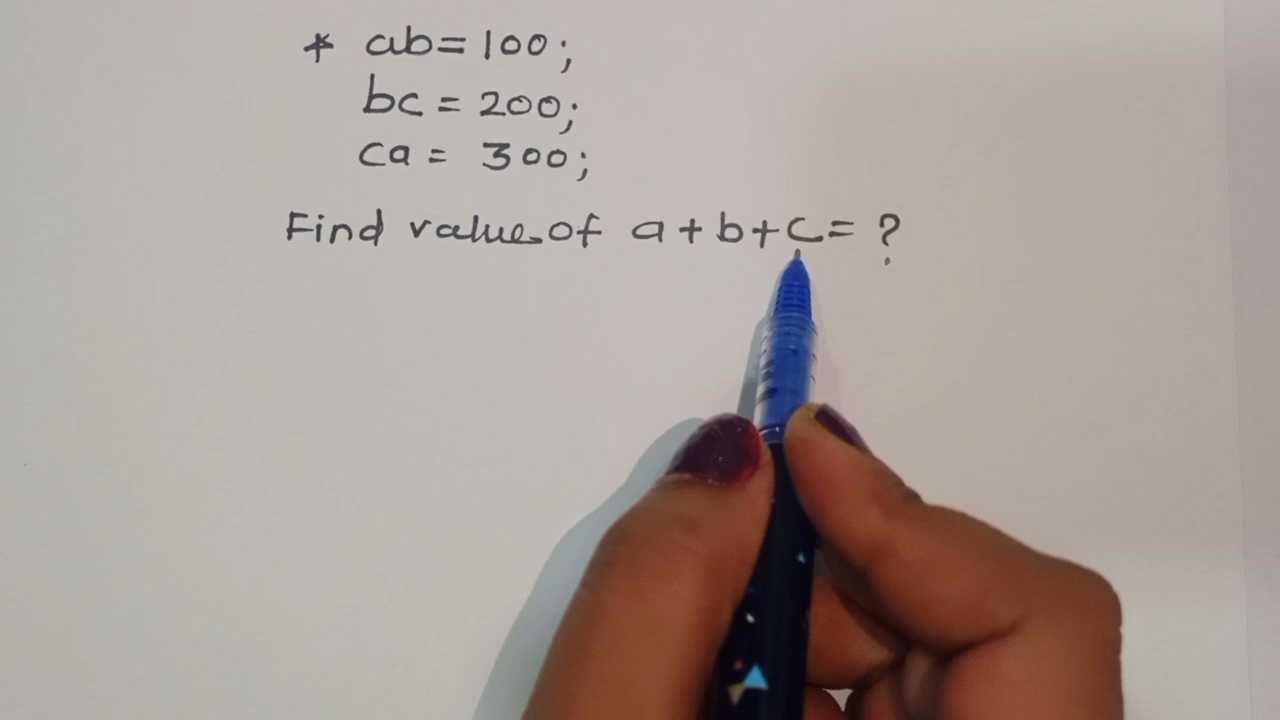 * ab=100;
bc = 200;
ca = 300;
Find value of a+b+c= ?